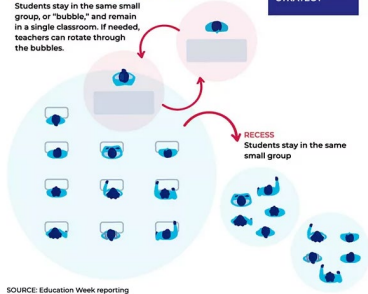 Students stay in the same small
group, or “bubble,” and remain
in a single classroom. If needed,
teachers can rotate through
the bubbles.
STRATEGY
RECESS
Students stay in the same
small group
SOURCE: Education Week reporting